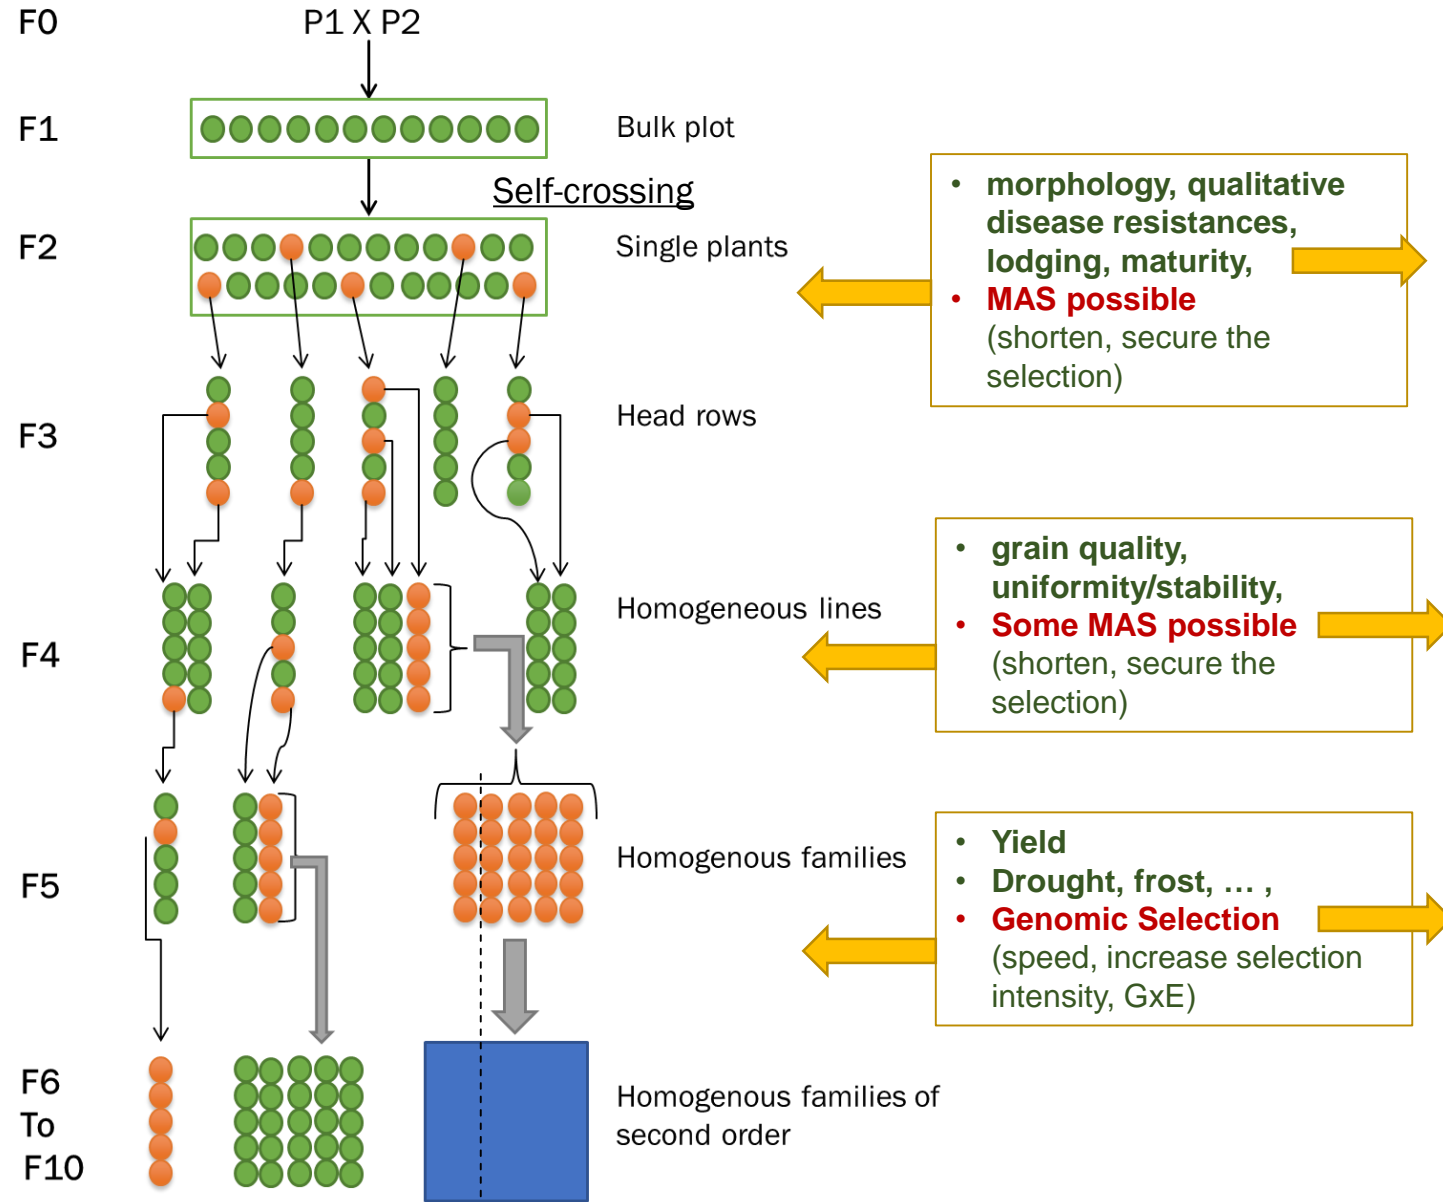 F0
P1 X P2
F1
Bulk plot
Self-crossing
F2
Single plants
• morphology, qualitative
disease resistances,
lodging, maturity,
• MAS possible
(shorten, secure the
selection)
F3
Head rows
F4
Homogeneous lines
• grain quality,
uniformity/stability,
• Some MAS possible
(shorten, secure the
selection)
F5
Homogenous families
• Yield
• Drought, frost, … ,
• Genomic Selection
(speed, increase selection
intensity, GxE)
F6
To
F10
Homogenous families of
second order